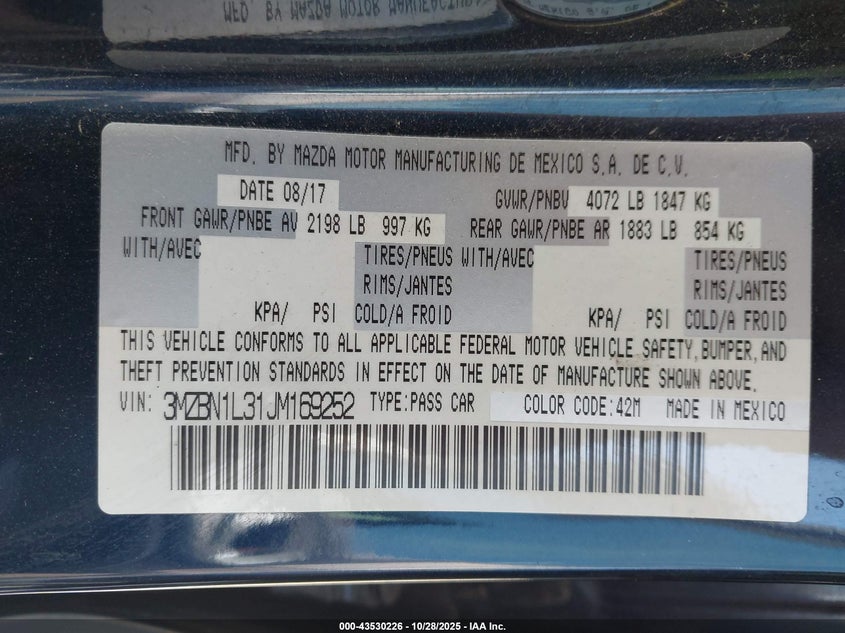 MFD. BY MAZDA MOTOR MANUFACTURING
MFD. BY MAZDA MOTOR MANUFACTURING DE MEXICO S.A. DE C.V.
DATE 08/17 GVWR/PNBV 4072 LB 1847 KG
FRONT GAWR/PNBE AV 2198 LB 997 KG REAR GAWR/PNBE AR 1883 LB 854 KG
WITH/AVEC TIRES/PNEUS WITH/AVEC TIRES/PNEUS
RIMS/JANTES RIMS/JANTES
KPA/ PSI COLD/A FROID KPA/ PSI COLD/A FROID
THIS VEHICLE CONFORMS TO ALL APPLICABLE FEDERAL MOTOR VEHICLE SAFETY, BUMPER, AND
THEFT PREVENTION STANDARDS IN EFFECT ON THE DATE OF MANUFACTURE SHOWN ABOVE.
VIN: 3MZBN1L31JM169252 TYPE:PASS CAR COLOR CODE:42M MADE IN MEXICO
000-43530226 - 10/28/2025 - IAA Inc.